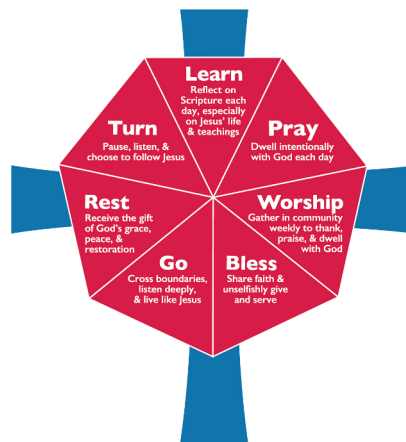 Learn
Reflect on
Scripture each
day, especially
on Jesus' life
& teachings
Pray
Dwell intentionally
with God each day
Worship
Gather in community
weekly to thank,
praise, & dwell
with God
Bless
Share faith &
unselfishly give
and serve
Go
Cross boundaries,
listen deeply,
& live like Jesus
Rest
Receive the gift
of God's grace,
peace, &
restoration
Turn
Pause, listen, &
choose to follow Jesus